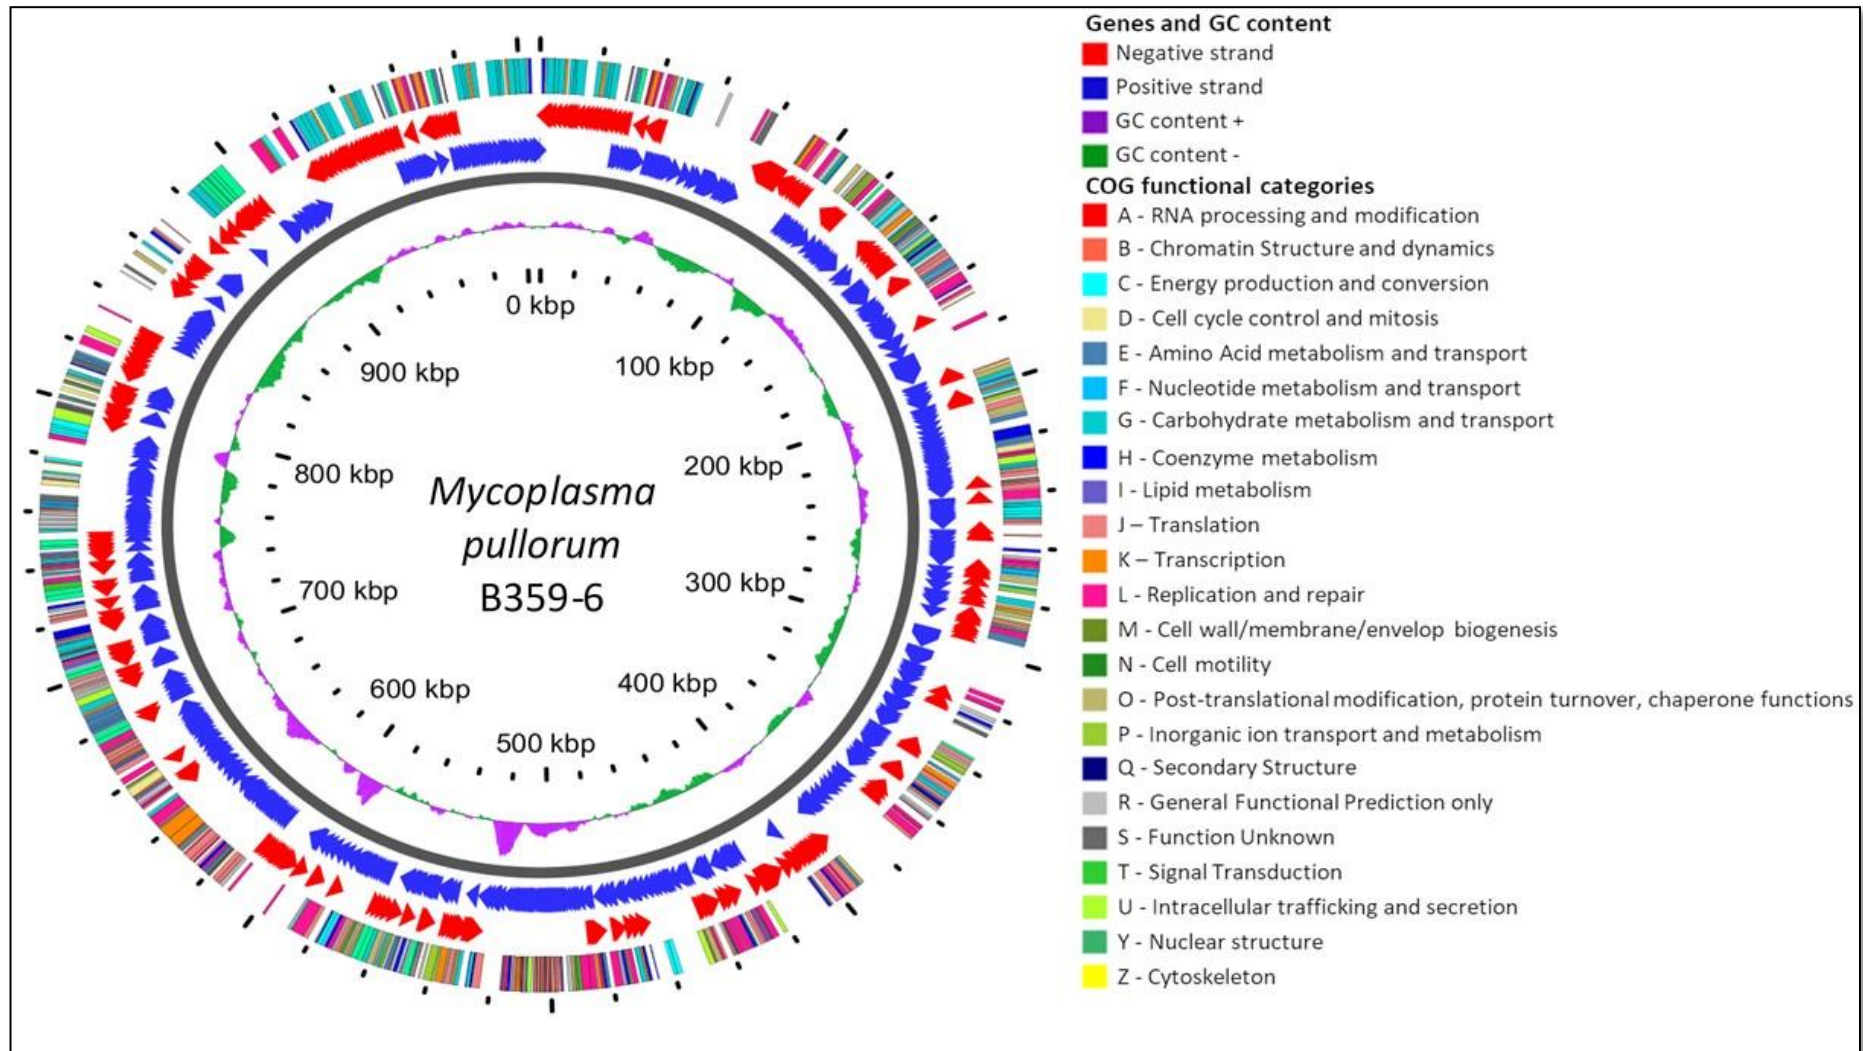 0 kbp
100 kbp
200 kbp
300 kbp
400 kbp
500 kbp
600 kbp
700 kbp
800 kbp
900 kbp
Mycoplasma
pullorum
B359-6
Genes and GC content
Negative strand
Positive strand
GC content +
GC content -
COG functional categories
A - RNA processing and modification
B - Chromatin Structure and dynamics
C - Energy production and conversion
D - Cell cycle control and mitosis
E - Amino Acid metabolism and transport
F - Nucleotide metabolism and transport
G - Carbohydrate metabolism and transport
H - Coenzyme metabolism
I - Lipid metabolism
J – Translation
K – Transcription
L - Replication and repair
M - Cell wall/membrane/envelop biogenesis
N - Cell motility
O - Post-translational modification, protein turnover, chaperone functions
P - Inorganic ion transport and metabolism
Q - Secondary Structure
R - General Functional Prediction only
S - Function Unknown
T - Signal Transduction
U - Intracellular trafficking and secretion
Y - Nuclear structure
Z - Cytoskeleton